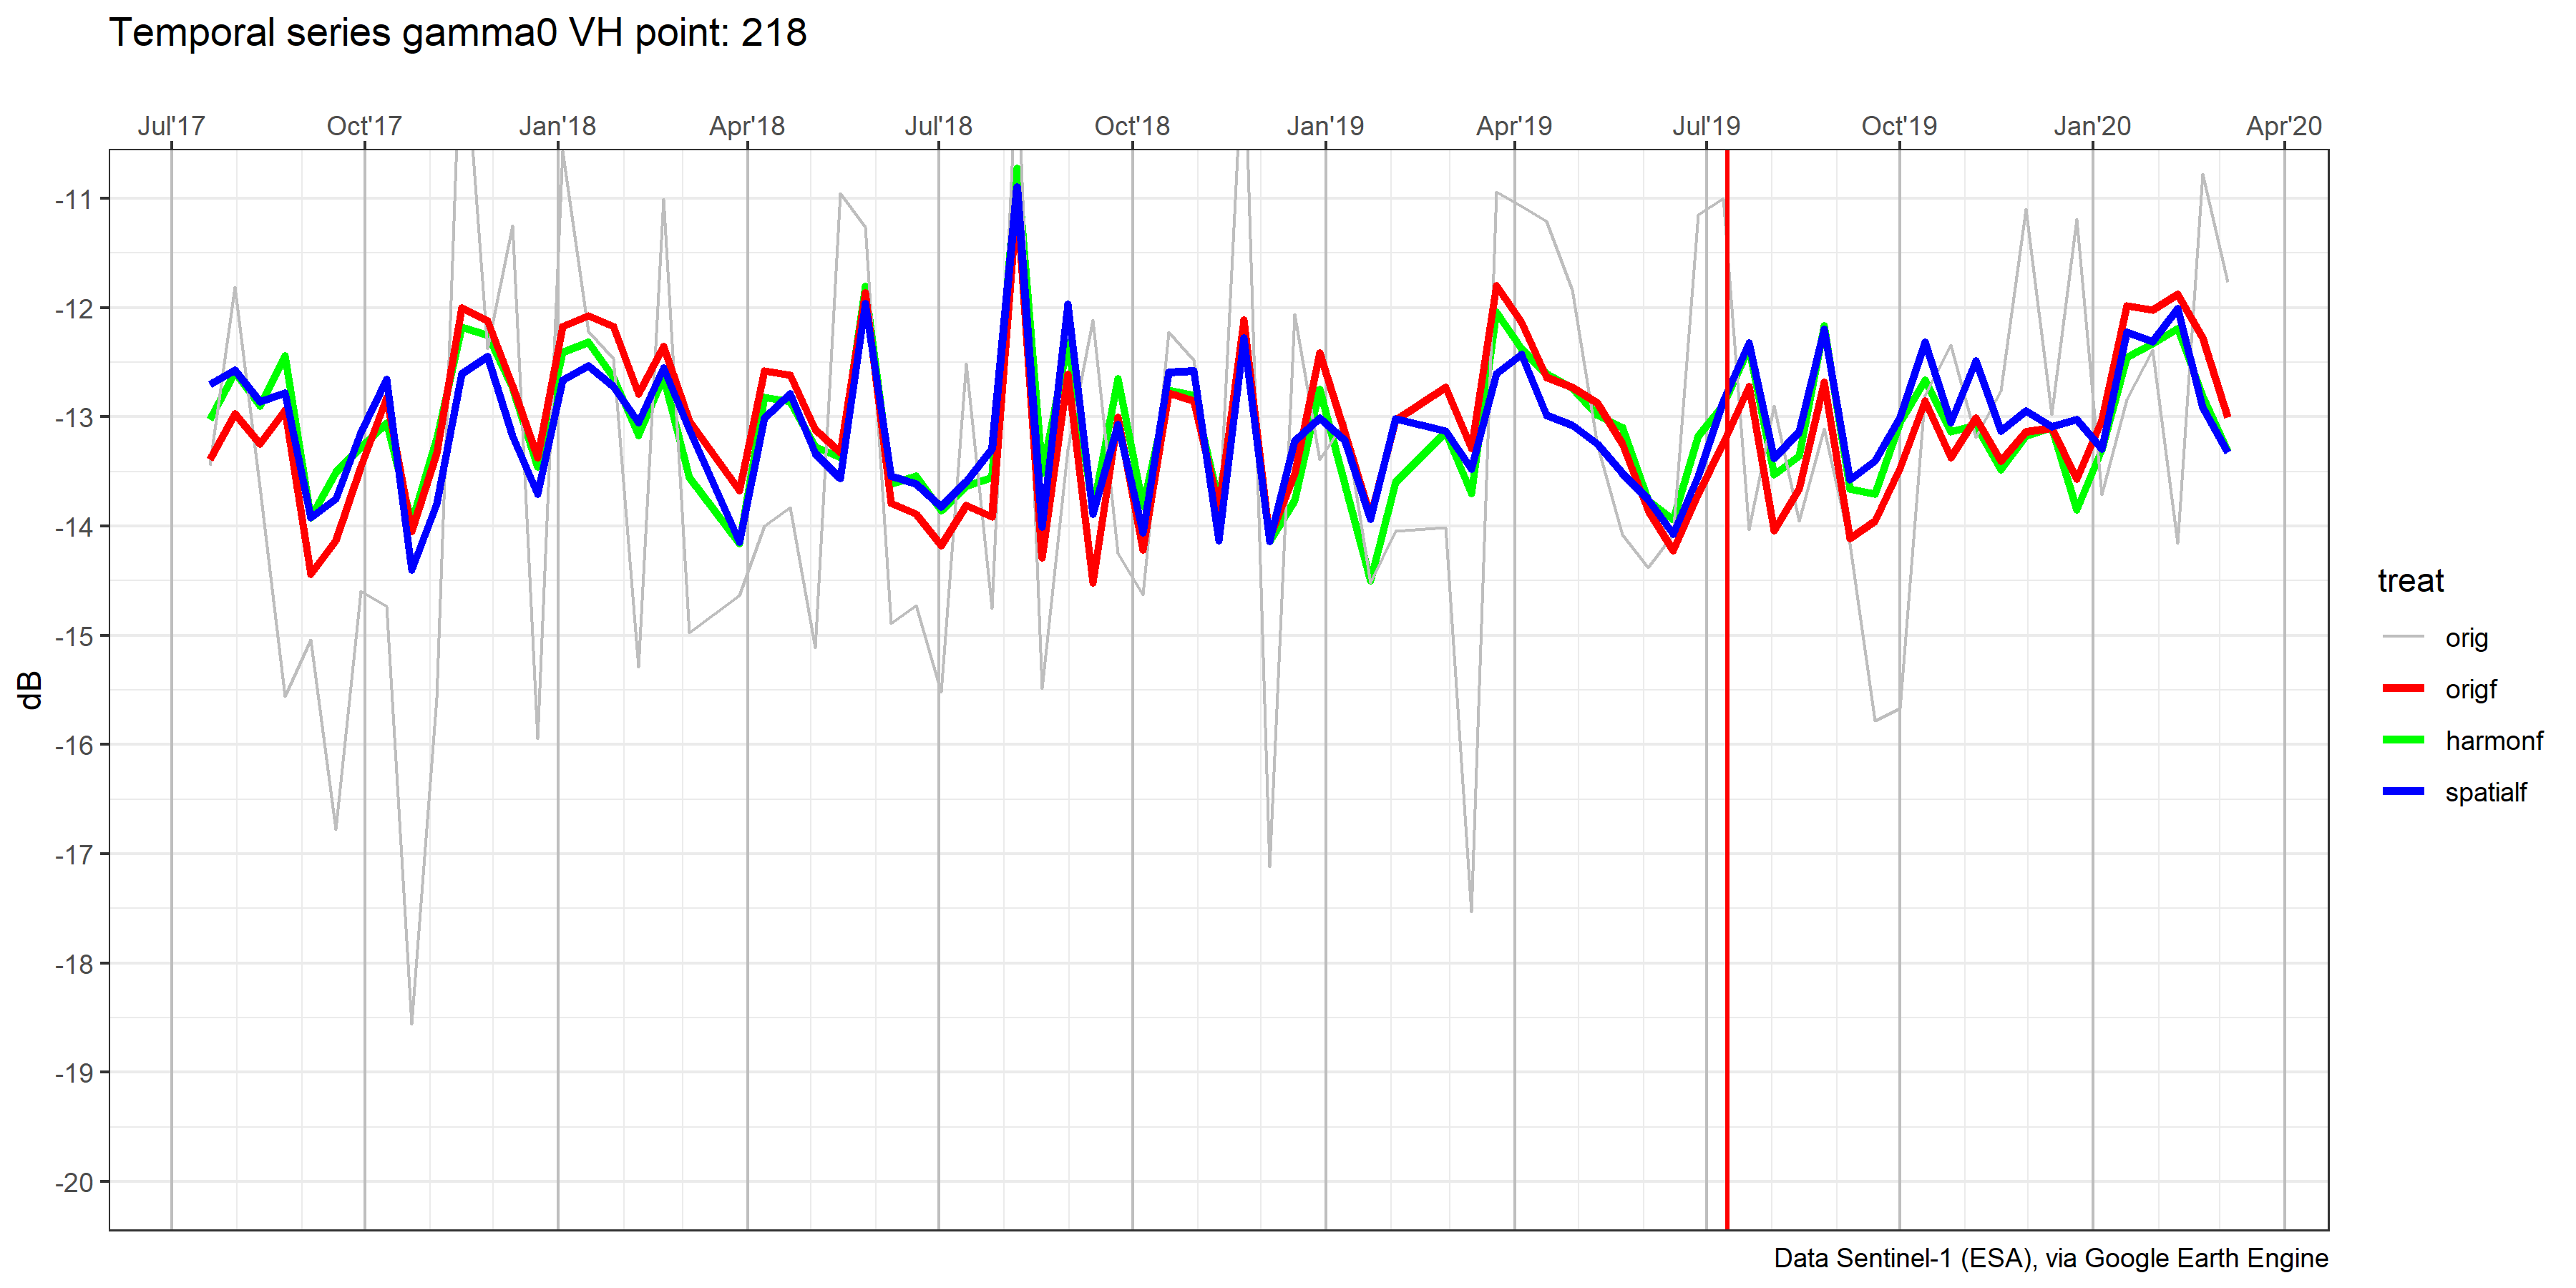 Temporal series gamma0 VH point: 218
Jul'17 Oct'17 Jan'18 Apr'18 Jul'18 Oct'18 Jan'19 Apr'19 Jul'19 Oct'19 Jan'20 Apr'20
-11
-12
-13
-14
-15
-16
-17
-18
-19
-20
dB
treat
orig
origf
harmonf
spatialf
Data Sentinel-1 (ESA), via Google Earth Engine